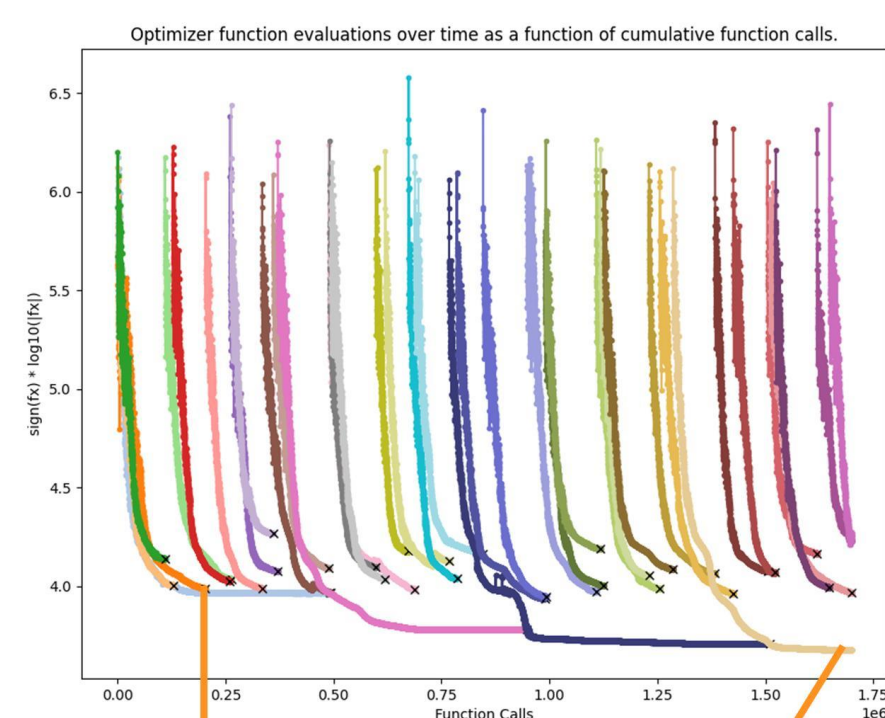 Optimizer function evaluations over time as a function of cumulative function calls.
sign(fx) * log10(|fx|)
6.5
6.0
5.5
5.0
4.5
4.0
0.00 0.25 0.50 0.75 1.00 1.25 1.50 1.75
1e6
Function Calls